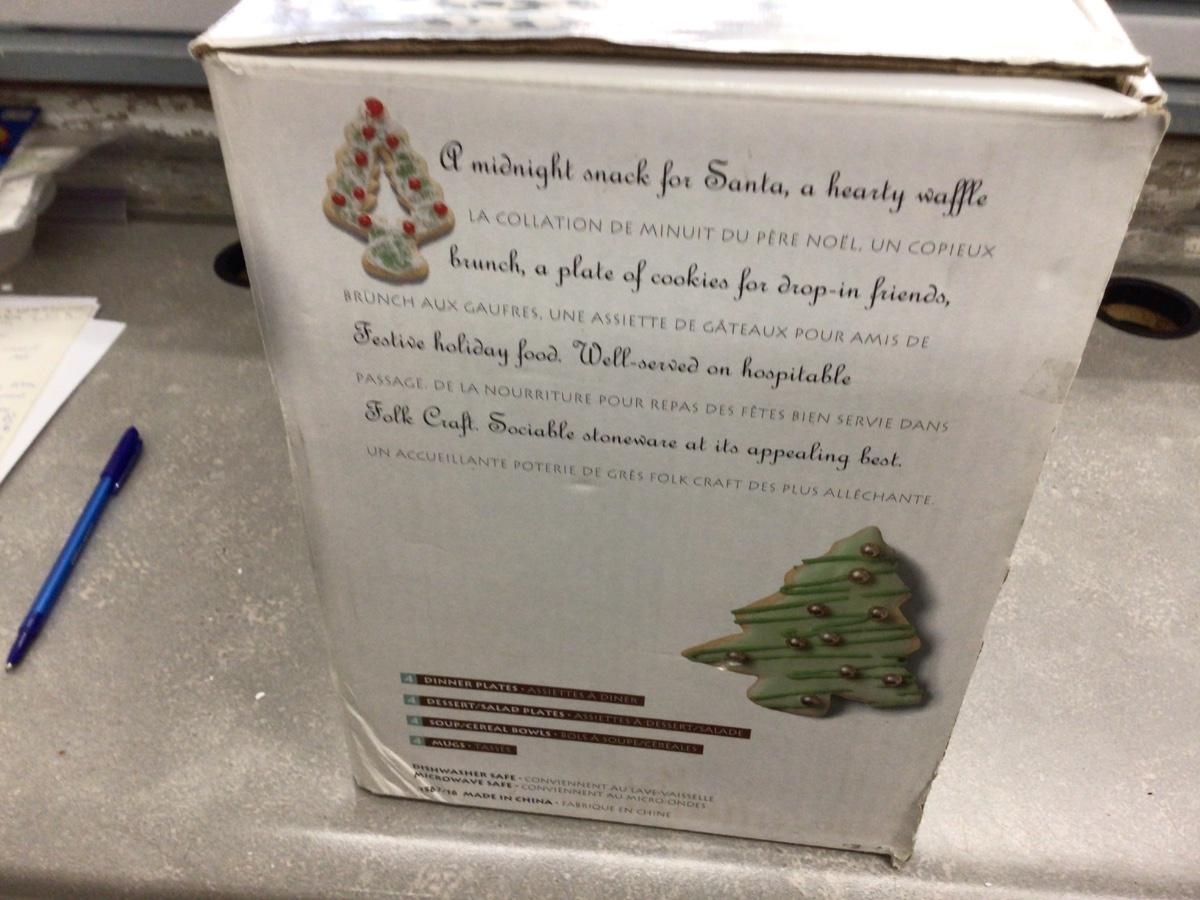 A midnight snack for Santa, a hearty waffle
LA COLLATION DE MINUIT DU PÈRE NOËL, UN COPIEUX
brunch, a plate of cookies for drop-in friends,
BRUNCH AUX GAUFRES, UNE ASSIETTE DE GÂTEAUX POUR AMIS DE
Festive holiday food. Well-served on hospitable
PASSAGE. DE LA NOURRITURE POUR REPAS DES FÊTES BIEN SERVIE DANS
Folk Craft. Sociable stoneware at its appealing best.
UN ACCUEILLANTE POTERIE DE GRÈS FOLK CRAFT DES PLUS ALLÉCHANTE.
4 DINNER PLATES • ASSIETTES À DINER
4 DESSERT/SALAD PLATES • ASSIETTES À DESSERT/SALADE
4 SOUP/CEREAL BOWLS • BOLS À SOUPE/CÉRÉALES
4 MUGS • TASSES
DISHWASHER SAFE • CONVIENNENT AU LAVE-VAISSELLE
MICROWAVE SAFE • CONVIENNENT AU MICRO-ONDES
MADE IN CHINA • FABRIQUE EN CHINE